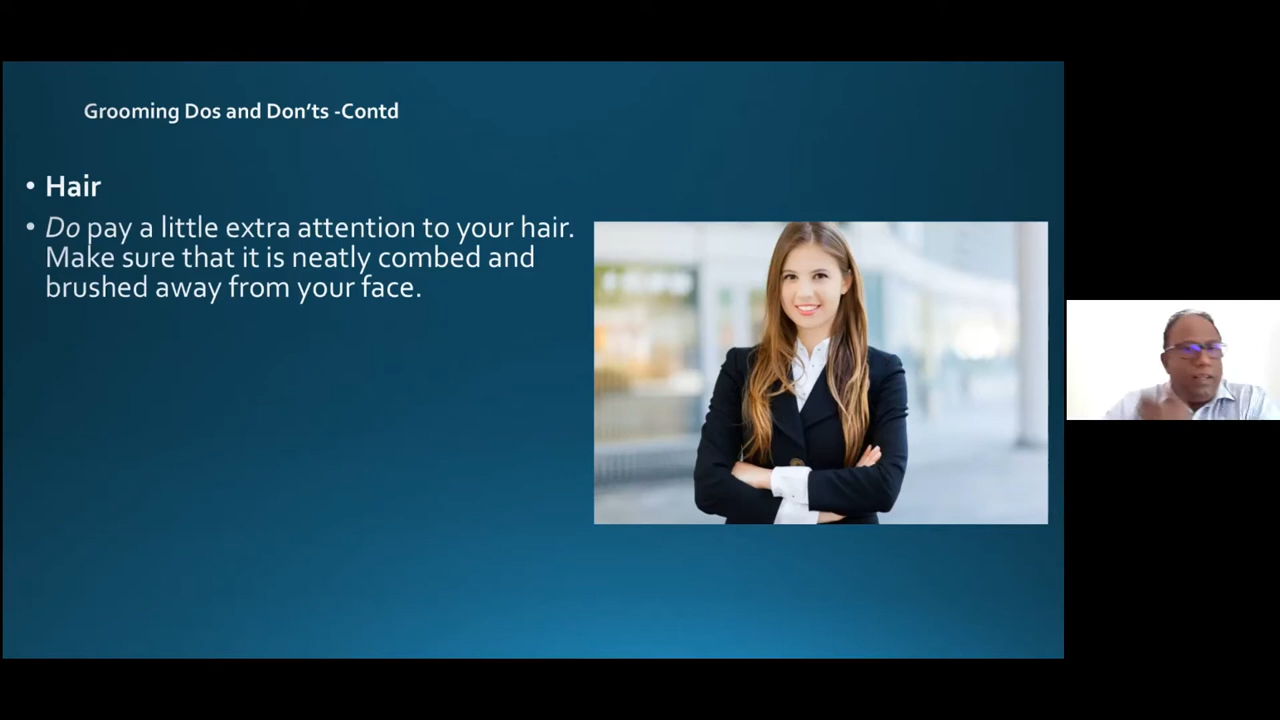 Grooming Dos and Don’ts -Contd
• Hair
• Do pay a little extra attention to your hair.
Make sure that it is neatly combed and
brushed away from your face.